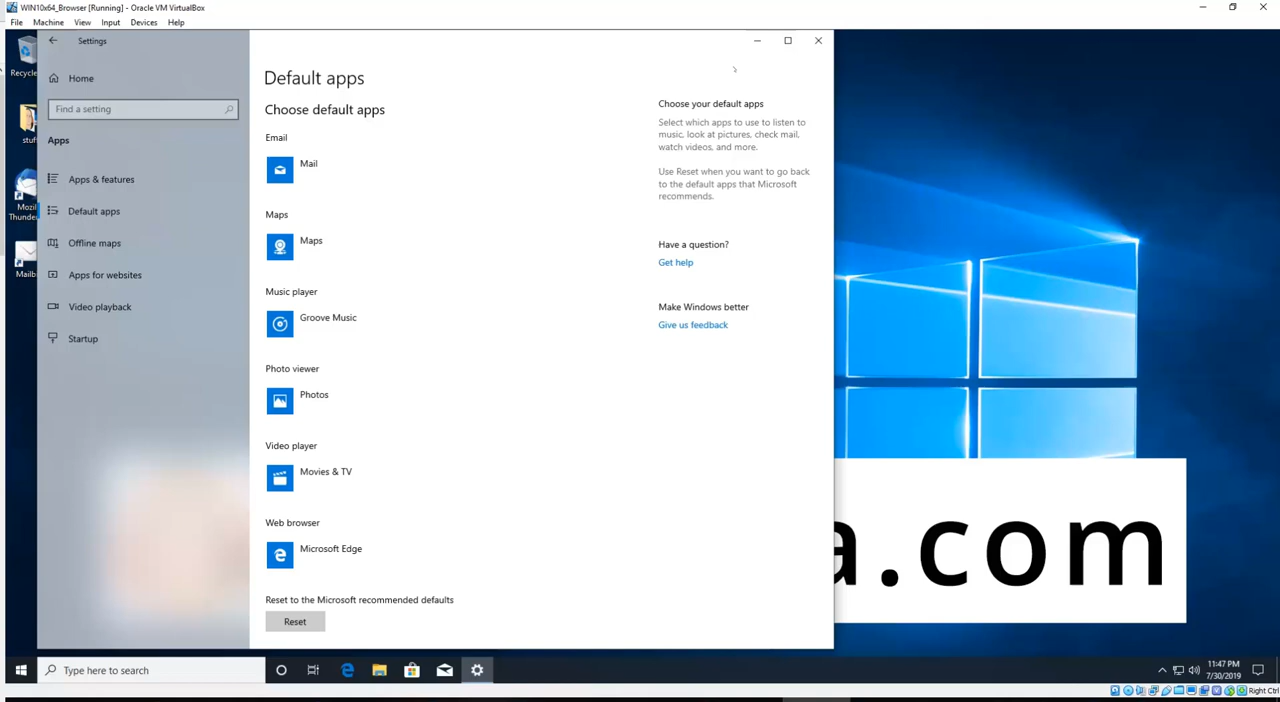 WIN10x64_Browser [Running] - Oracle VM VirtualBox
File Machine View Input Devices Help
Settings
Home
Find a setting
Apps
Apps & features
Default apps
Offline maps
Apps for websites
Video playback
Startup
Default apps
Choose default apps
Email
Mail
Maps
Maps
Music player
Groove Music
Photo viewer
Photos
Video player
Movies & TV
Web browser
Microsoft Edge
Reset to the Microsoft recommended defaults
Reset
Choose your default apps
Select which apps to use to listen to
music, look at pictures, check mail,
watch videos, and more.
Use Reset when you want to go back
to the default apps that Microsoft
recommends.
Have a question?
Get help
Make Windows better
Give us feedback
Recycle
stuf
Mozil
Thunde
Mailb
a.com
Type here to search
11:47 PM
7/30/2019
Right Ctrl